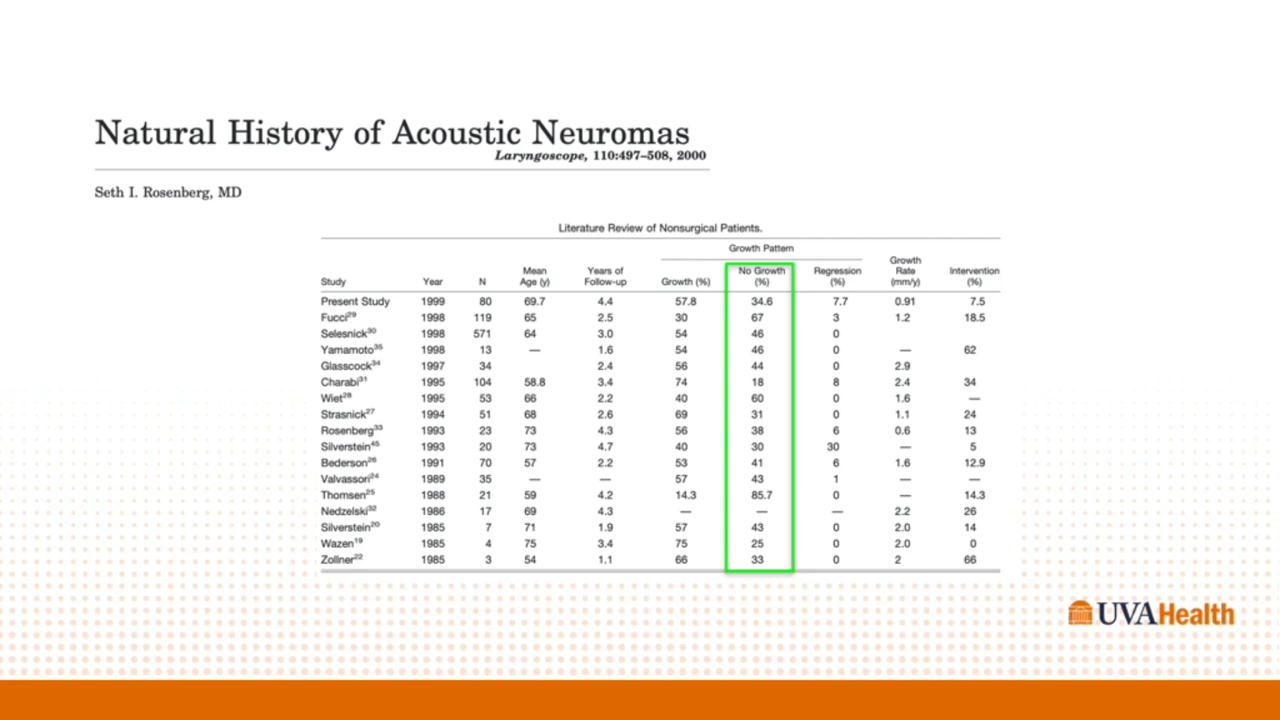 Natural History of Acoustic Neuromas
Laryngoscope, 110:497–508, 2000
Seth I. Rosenberg, MD
Literature Review of Nonsurgical Patients.
Growth Pattern
Study Year N Mean Age (y) Years of Follow-up Growth (%) No Growth (%) Regression (%) Growth Rate (mm/y) Intervention (%)
Present Study 1999 80 69.7 4.4 57.8 34.6 7.7 0.91 7.5
Fucci29 1998 119 65 2.5 30 67 3 1.2 18.5
Selesnick30 1998 571 64 3.0 54 46 0
Yamamoto35 1998 13 — 1.6 54 46 0 — 62
Glasscock34 1997 34 2.4 56 44 0 2.9
Charabi31 1995 104 58.8 3.4 74 18 8 2.4 34
Wiet28 1995 53 66 2.2 40 60 0 1.6 —
Strasnick27 1994 51 68 2.6 69 31 0 1.1 24
Rosenberg33 1993 23 73 4.3 56 38 6 0.6 13
Silverstein45 1993 20 73 4.7 40 30 30 — 5
Bederson26 1991 70 57 2.2 53 41 6 1.6 12.9
Valvassori24 1989 35 — — 57 43 1 — —
Thomsen25 1988 21 59 4.2 14.3 85.7 0 — 14.3
Nedzelski32 1986 17 69 4.3 — — — 2.2 26
Silverstein20 1985 7 71 1.9 57 43 0 2.0 14
Wazen19 1985 4 75 3.4 75 25 0 2.0 0
Zollner22 1985 3 54 1.1 66 33 0 2 66
UVAHealth